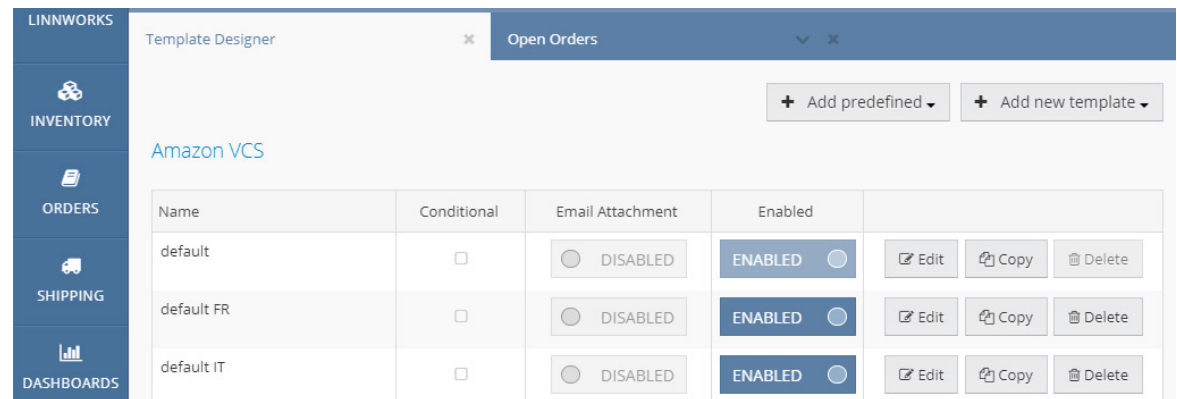 LINNWORKS
Template Designer
Open Orders
INVENTORY
Add predefined
Add new template
Amazon VCS
ORDERS
Name Conditional Email Attachment Enabled
default DISABLED ENABLED Edit Copy Delete
SHIPPING
default FR DISABLED ENABLED Edit Copy Delete
DASHBOARDS
default IT DISABLED ENABLED Edit Copy Delete